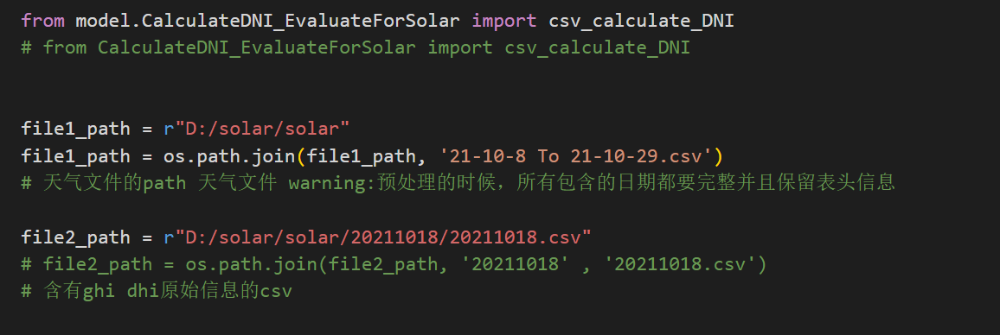 from model.CalculateDNI_EvaluateForSolar import csv_calculate_DNI
# from CalculateDNI_EvaluateForSolar import csv_calculate_DNI
file1_path = r"D:/solar/solar"
file1_path = os.path.join(file1_path, '21-10-8 To 21-10-29.csv')
# 天气文件的path 天气文件 warning:预处理的时候，所有包含的日期都要完整并且保留表头信息
file2_path = r"D:/solar/solar/20211018/20211018.csv"
# file2_path = os.path.join(file2_path, '20211018' , '20211018.csv')
# 含有ghi dhi原始信息的csv